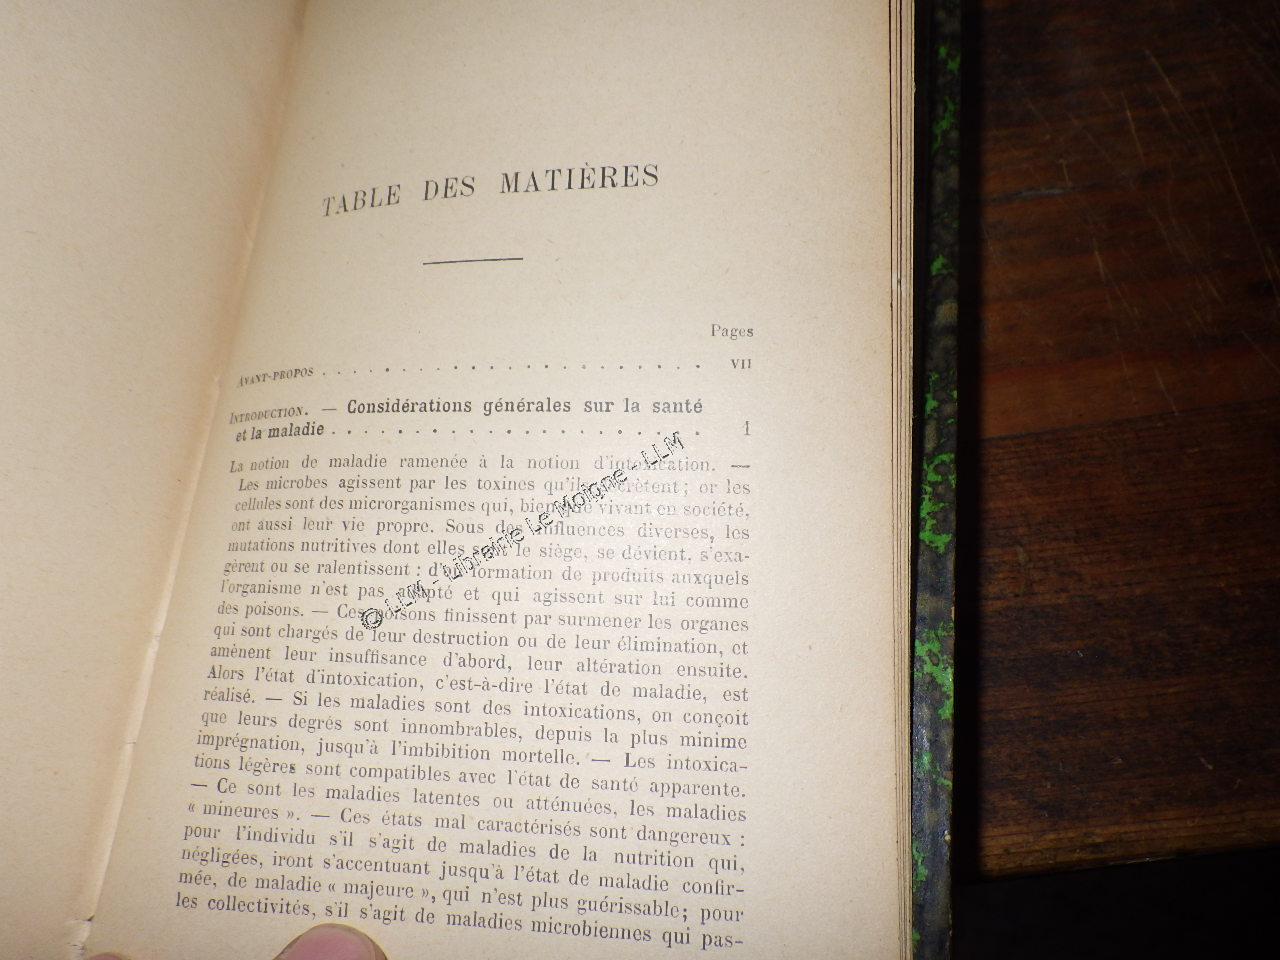 TABLE DES MATIÈRES
Pages
AVANT-PROPOS . . . . . . . . . . . . . . . . . . . . . . . VII
INTRODUCTION. — Considérations générales sur la santé
et la maladie . . . . . . . . . . . . . . . . . . . . 1
La notion de maladie ramenée à la notion d'intoxication. —
Les microbes agissent par les toxines qu'ils sécrètent ; or les
cellules sont des microrganismes qui, bien que vivant en société,
ont aussi leur vie propre. Sous des influences diverses, les
mutations nutritives dont elles sont le siège, se dévient, s'exa-
gèrent ou se ralentissent : d'où formation de produits auxquels
l'organisme n'est pas adapté et qui agissent sur lui comme
des poisons. — Ces poisons finissent par surmener les organes
qui sont chargés de leur destruction ou de leur élimination, et
amènent leur insuffisance d'abord, leur altération ensuite.
Alors l'état d'intoxication, c'est-à-dire l'état de maladie, est
réalisé. — Si les maladies sont des intoxications, on conçoit
que leurs degrés sont innombrables, depuis la plus minime
imprégnation, jusqu'à l'imbibition mortelle. — Les intoxica-
tions légères sont compatibles avec l'état de santé apparente.
— Ce sont les maladies latentes ou atténuées, les maladies
« mineures ». — Ces états mal caractérisés sont dangereux :
pour l'individu s'il s'agit de maladies de la nutrition qui,
négligées, iront s'accentuant jusqu'à l'état de maladie confir-
mée, de maladie « majeure », qui n'est plus guérissable ; pour
les collectivités, s'il s'agit de maladies microbiennes qui pas-
© LLM - Librairie Le Moigne - LLM